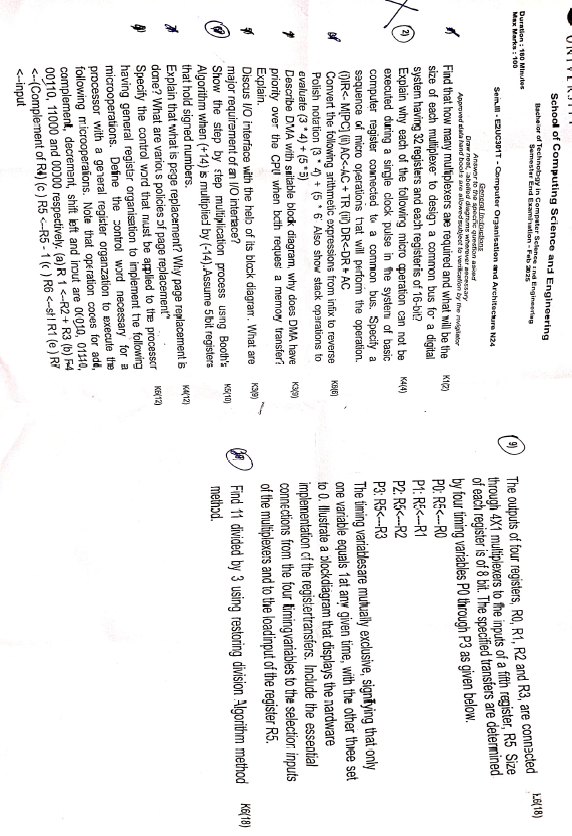 UNIVERSITY
School of Computing Science and Engineering
Bachelor of Technology in Computer Science and Engineering
Semester End Examination - Feb 2025
Duration : 180 Minutes
Max Marks : 100
Sem III - E2UC301T - Computer Organisation and Architecture N24
General Instructions
Answer to the specific question asked
Draw neat, labelled diagrams wherever necessary
Approved data hand books are allowed subject to verification by the Invigilator
Find that how many multiplexers are required and what will be the K1(2)
size of each multiplexer to design a common bus for a digital
system having 32 registers and each register is of 16-bit?
2) Explain why each of the following micro operation can not be K4(4)
executed during a single clock pulse in the system of basic
computer register connected to a common bus. Specify a
sequence of micro operations that will perform the operation.
(i)IR<- M[PC] (ii) AC<-AC + TR (iii) DR<-DR + AC
Convert the following arithmetic expressions from infix to reverse K6(6)
Polish notation (3 * 4) + (5 * 6 Also show stack operations to
evaluate (3 * 4) + (5 * 6)
Describe DMA with suitable block diagram. why does DMA have K3(9)
priority over the CPU when both request a memory transfer?
Explain.
Discus I/O interface with the help of its block diagram. What are K3(9)
major requirement of an I/O interface?
Show the step by step multiplication process using Booth's K5(10)
Algorithm when (+14) is multiplied by (-14). Assume 5-bit registers
that hold signed numbers.
Explain that what is page replacement? Why page replacement is K4(12)
done? What are various policies of page replacement"
Specify the control word that must be applied to the processor K6(12)
having general register organisation to implement the following
microoperations. Define the control word necessary for a
processor with a general register organization to execute the
following microoperations. Note that operation codes for add,
complement, decrement, shift left and input are 00010, 01110,
00110, 11000 and 00000 respectively. (a) R 1 <--R2 + R3 (b) R4
<--(Complement of R4) (c ) R5 <--R5 - 1 (c ) R6 <--shl R1 (e ) R7
<--input
9) The outputs of four registers, R0, R1, R2 and R3, are connected K6(18)
through 4X1 multiplexers to the inputs of a fifth register, R5 Size
of each register is of 8 bit. The specified transfers are determined
by four timing variables P0 through P3 as given below.
P0: R5<---R0
P1: R5<---R1
P2: R5<---R2
P3: R5<---R3
The timing variables are mutually exclusive, signifying that only
one variable equals 1at any given time, with the other three set
to 0. Illustrate a blockdiagram that displays the hardware
implementation of the registertransfers. Include the essential
connections from the four timingvariables to the selection inputs
of the multiplexers and to the loadinput of the register R5.
Find 11 divided by 3 using restoring division Algorithm method K6(18)
method.